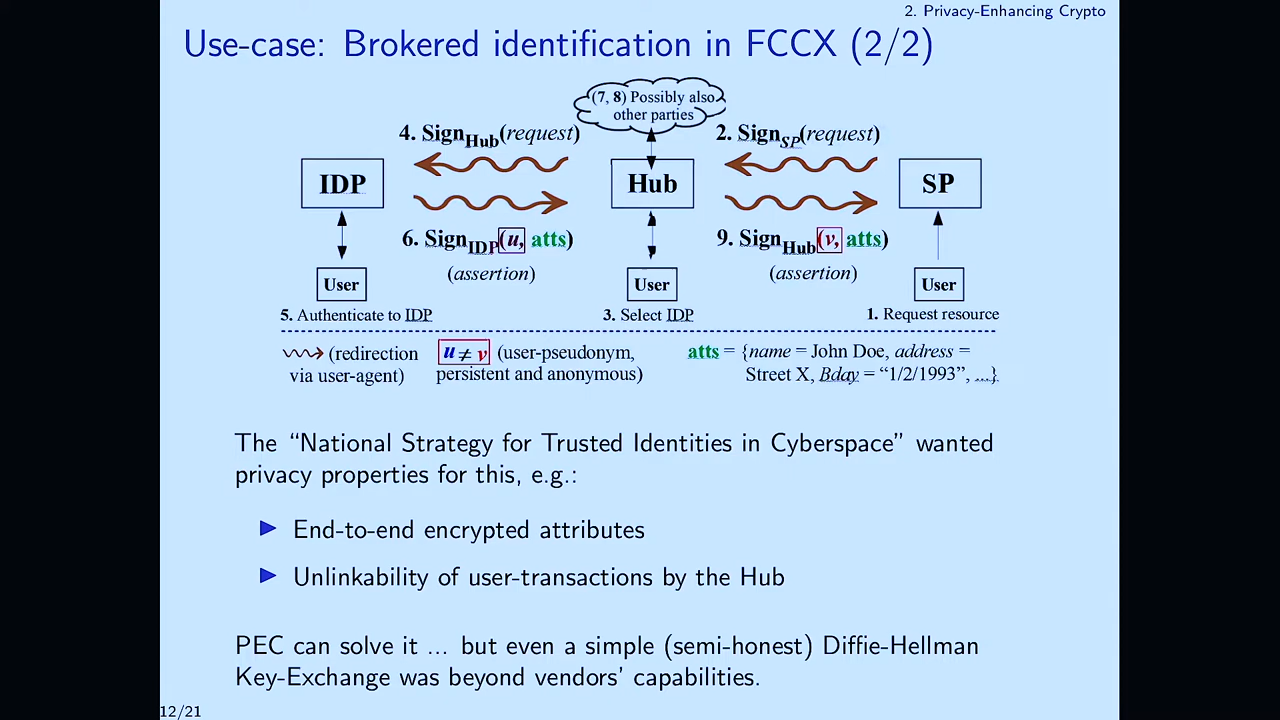 2. Privacy-Enhancing Crypto
Use-case: Brokered identification in FCCX (2/2)
(7, 8) Possibly also
other parties
4. SignHub(request)
2. SignSP(request)
IDP
Hub
SP
6. SignIDP(u, atts)
(assertion)
9. SignHub(v, atts)
(assertion)
User
User
User
5. Authenticate to IDP
3. Select IDP
1. Request resource
(redirection
via user-agent)
u ≠ v (user-pseudonym,
persistent and anonymous)
atts = {name = John Doe, address =
Street X, Bday = “1/2/1993”, ...}
The “National Strategy for Trusted Identities in Cyberspace” wanted
privacy properties for this, e.g.:
▶ End-to-end encrypted attributes
▶ Unlinkability of user-transactions by the Hub
PEC can solve it ... but even a simple (semi-honest) Diffie-Hellman
Key-Exchange was beyond vendors’ capabilities.
12/21